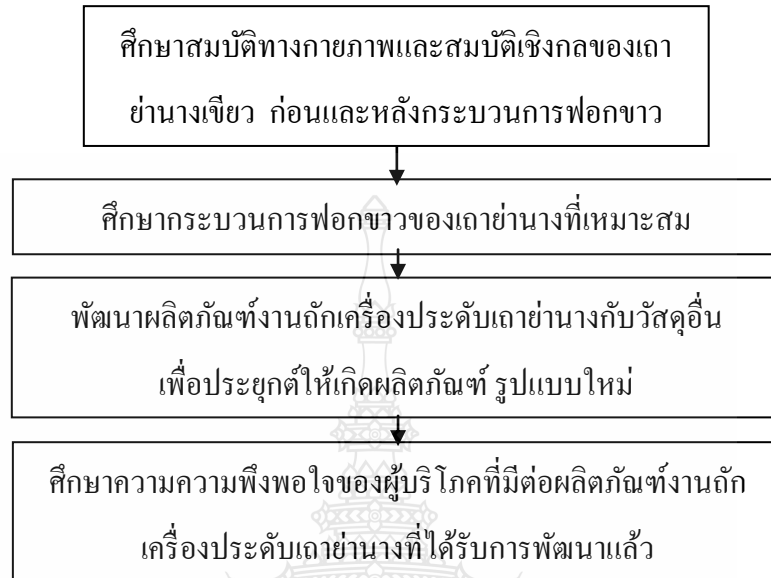 ศึกษาสมบัติทางกายภาพและสมบัติเชิงกลของเถา
ย่านางเขียว ก่อนและหลังกระบวนการฟอกขาว
ศึกษากระบวนการฟอกขาวของเถาย่านางที่เหมาะสม
พัฒนาผลิตภัณฑ์งานถักเครื่องประดับเถาย่านางกับวัสดุอื่น
เพื่อประยุกต์ให้เกิดผลิตภัณฑ์ รูปแบบใหม่
ศึกษาความความพึงพอใจของผู้บริโภคที่มีต่อผลิตภัณฑ์งานถัก
เครื่องประดับเถาย่านางที่ได้รับการพัฒนาแล้ว